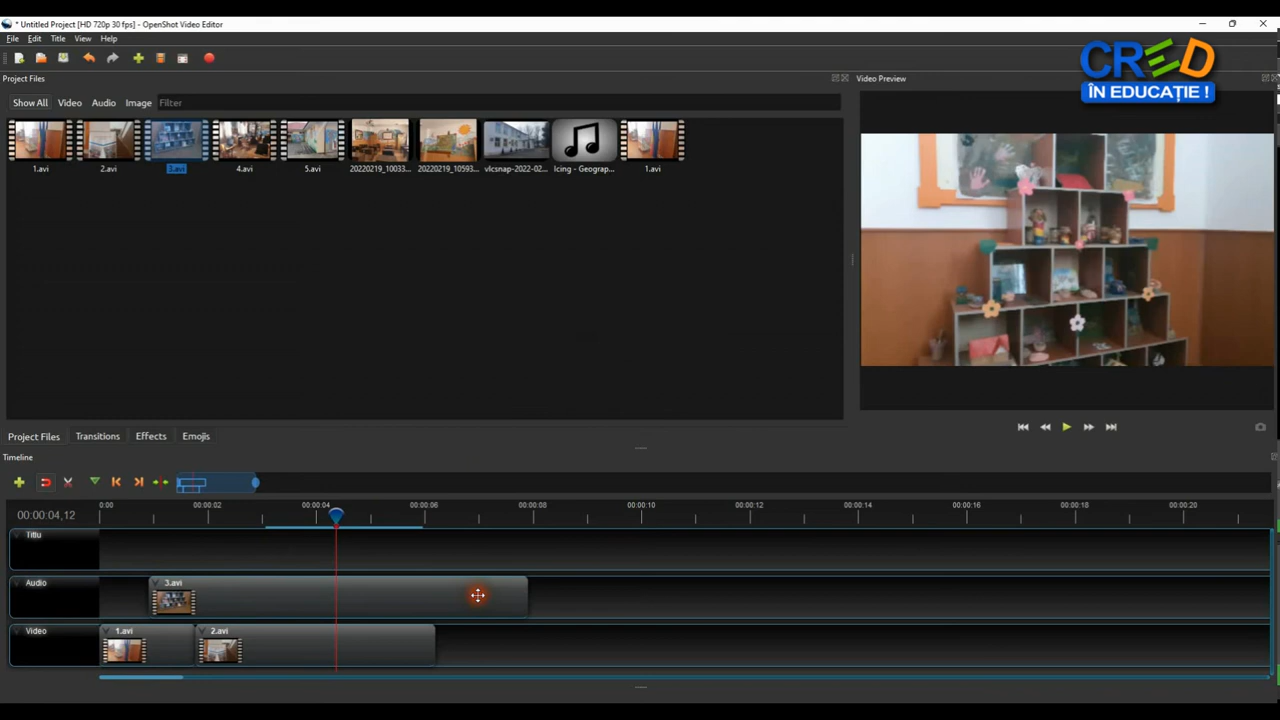 * Untitled Project [HD 720p 30 fps] - OpenShot Video Editor
File Edit Title View Help
CRED
ÎN EDUCAȚIE !
Project Files
Video Preview
Show All Video Audio Image Filter
1.avi 2.avi 3.avi 4.avi 5.avi 20220219_10033... 20220219_10593... vlcsnap-2022-02... Icing - Geograp... 1.avi
Project Files Transitions Effects Emojis
Timeline
00:00:04,12
0:00 00:00:02 00:00:04 00:00:06 00:00:08 00:00:10 00:00:12 00:00:14 00:00:16 00:00:18 00:00:20
Titlu
Audio
3.avi
Video
1.avi 2.avi